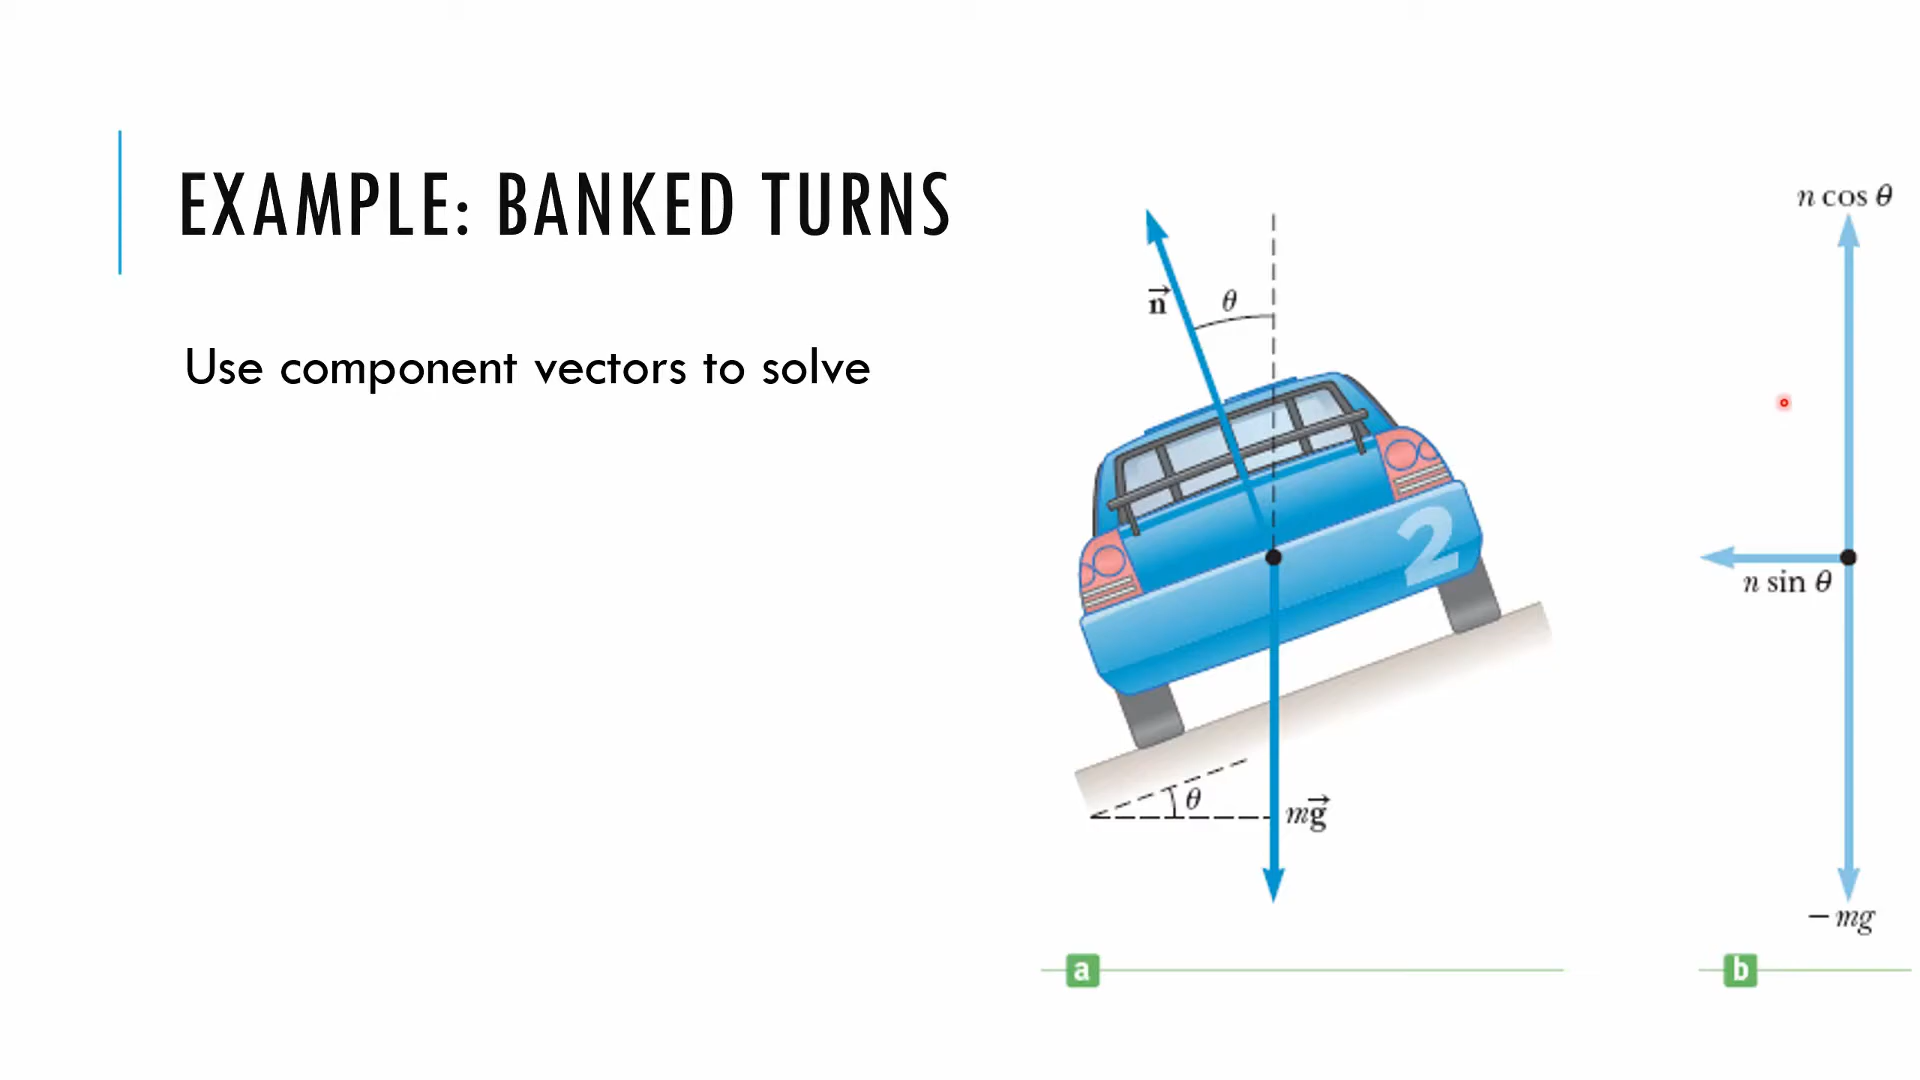 EXAMPLE: BANKED TURNS
Use component vectors to solve
n⃗
θ
2
θ
mg⃗
a
n cos θ
n sin θ
− mg
b